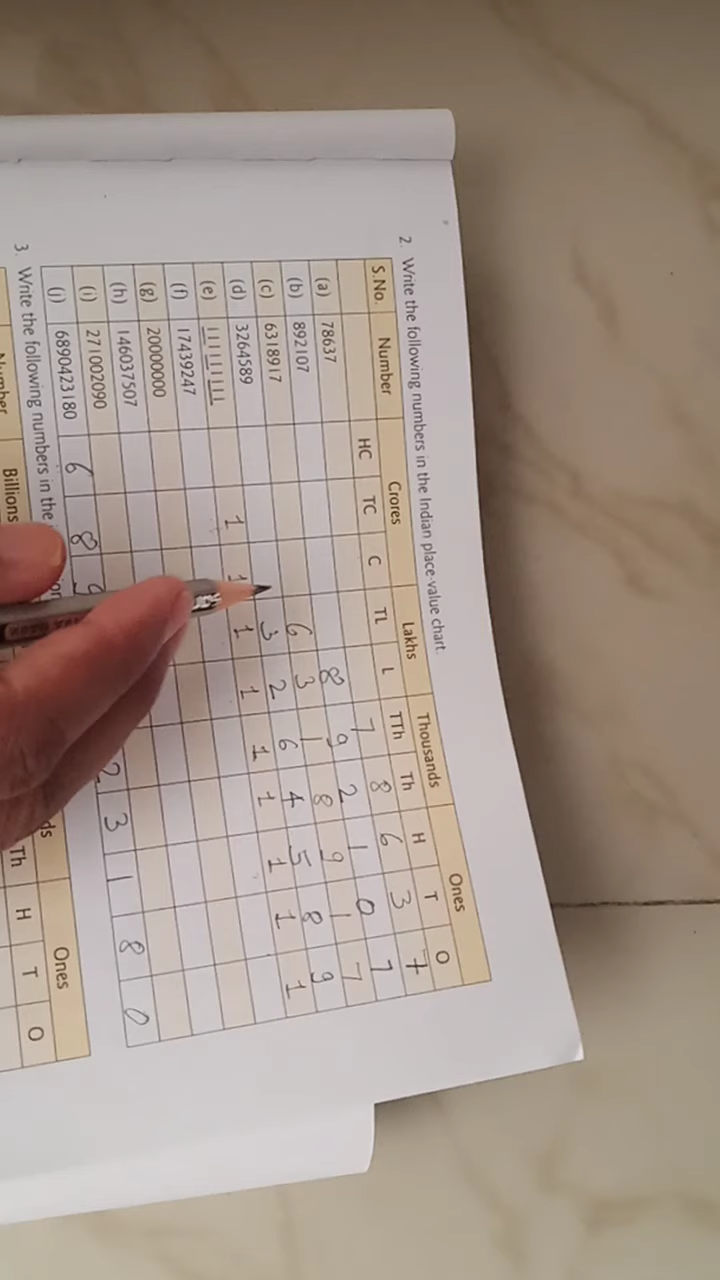 2. Write the following numbers in the Indian place-value chart.
S.No. Number Crores Lakhs Thousands Ones
HC TC C TL L TTh Th H T O
(a) 78637 7 8 6 3 7
(b) 892107 8 9 2 1 0 7
(c) 6318917 6 3 1 8 9 1 7
(d) 3264589 3 2 6 4 5 8 9
(e) 111111111 1 1 1 1 1 1 1 1 1
(f) 17439247
(g) 20000000
(h) 146037507
(i) 271002090
(j) 6890423180 6 8 9 2 3 1 8 0
3. Write the following numbers in the
Number Billions Ones
Th H T O